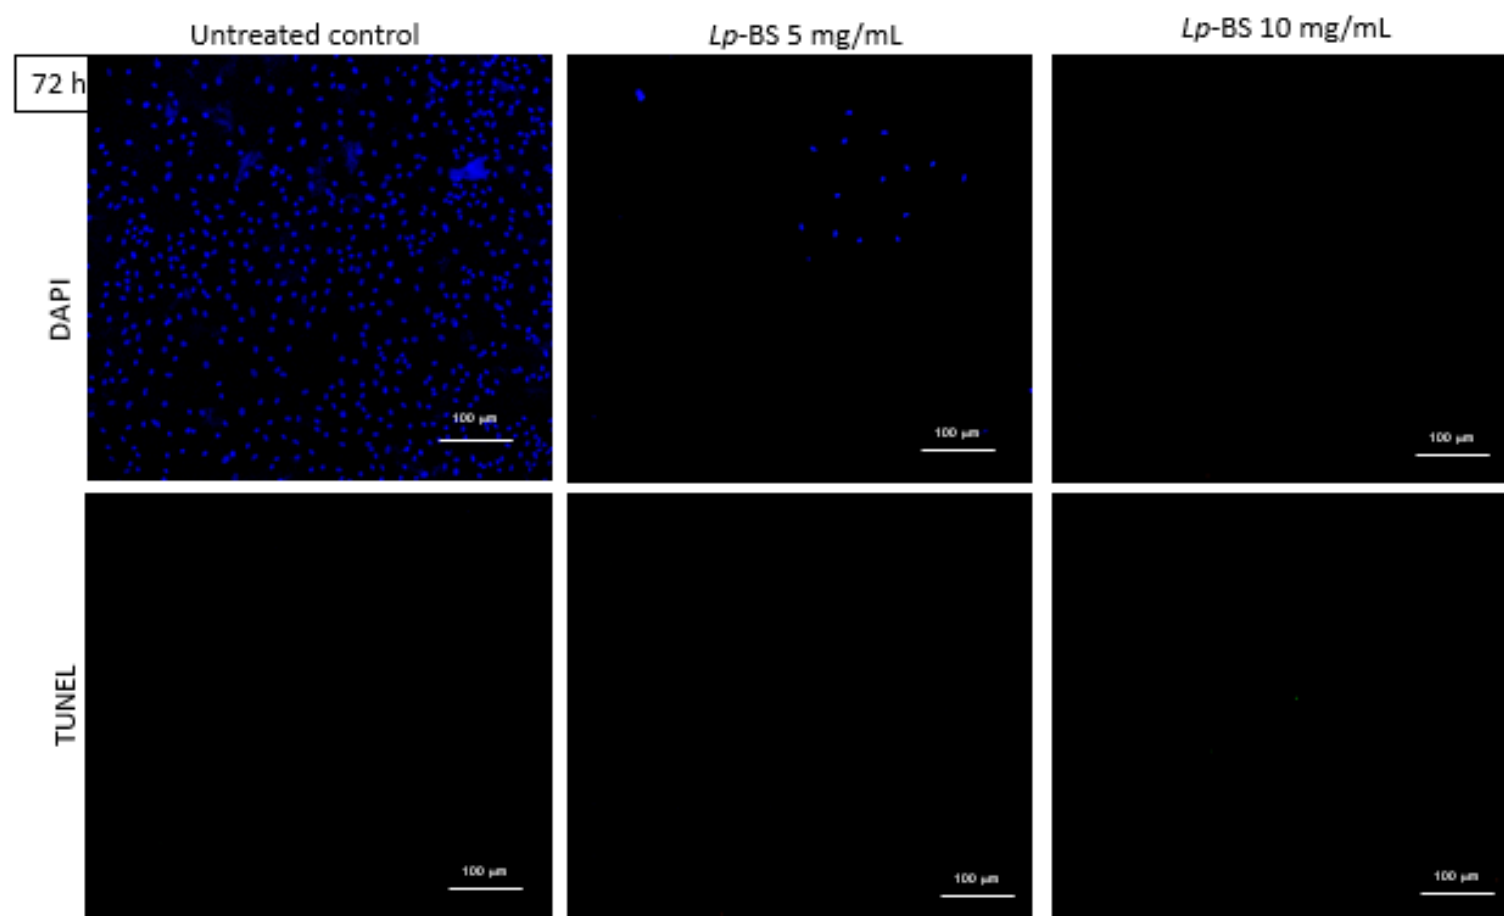 Untreated control
Lp-BS 5 mg/mL
Lp-BS 10 mg/mL
72 h
DAPI
100 µm
100 µm
100 µm
TUNEL
100 µm
100 µm
100 µm